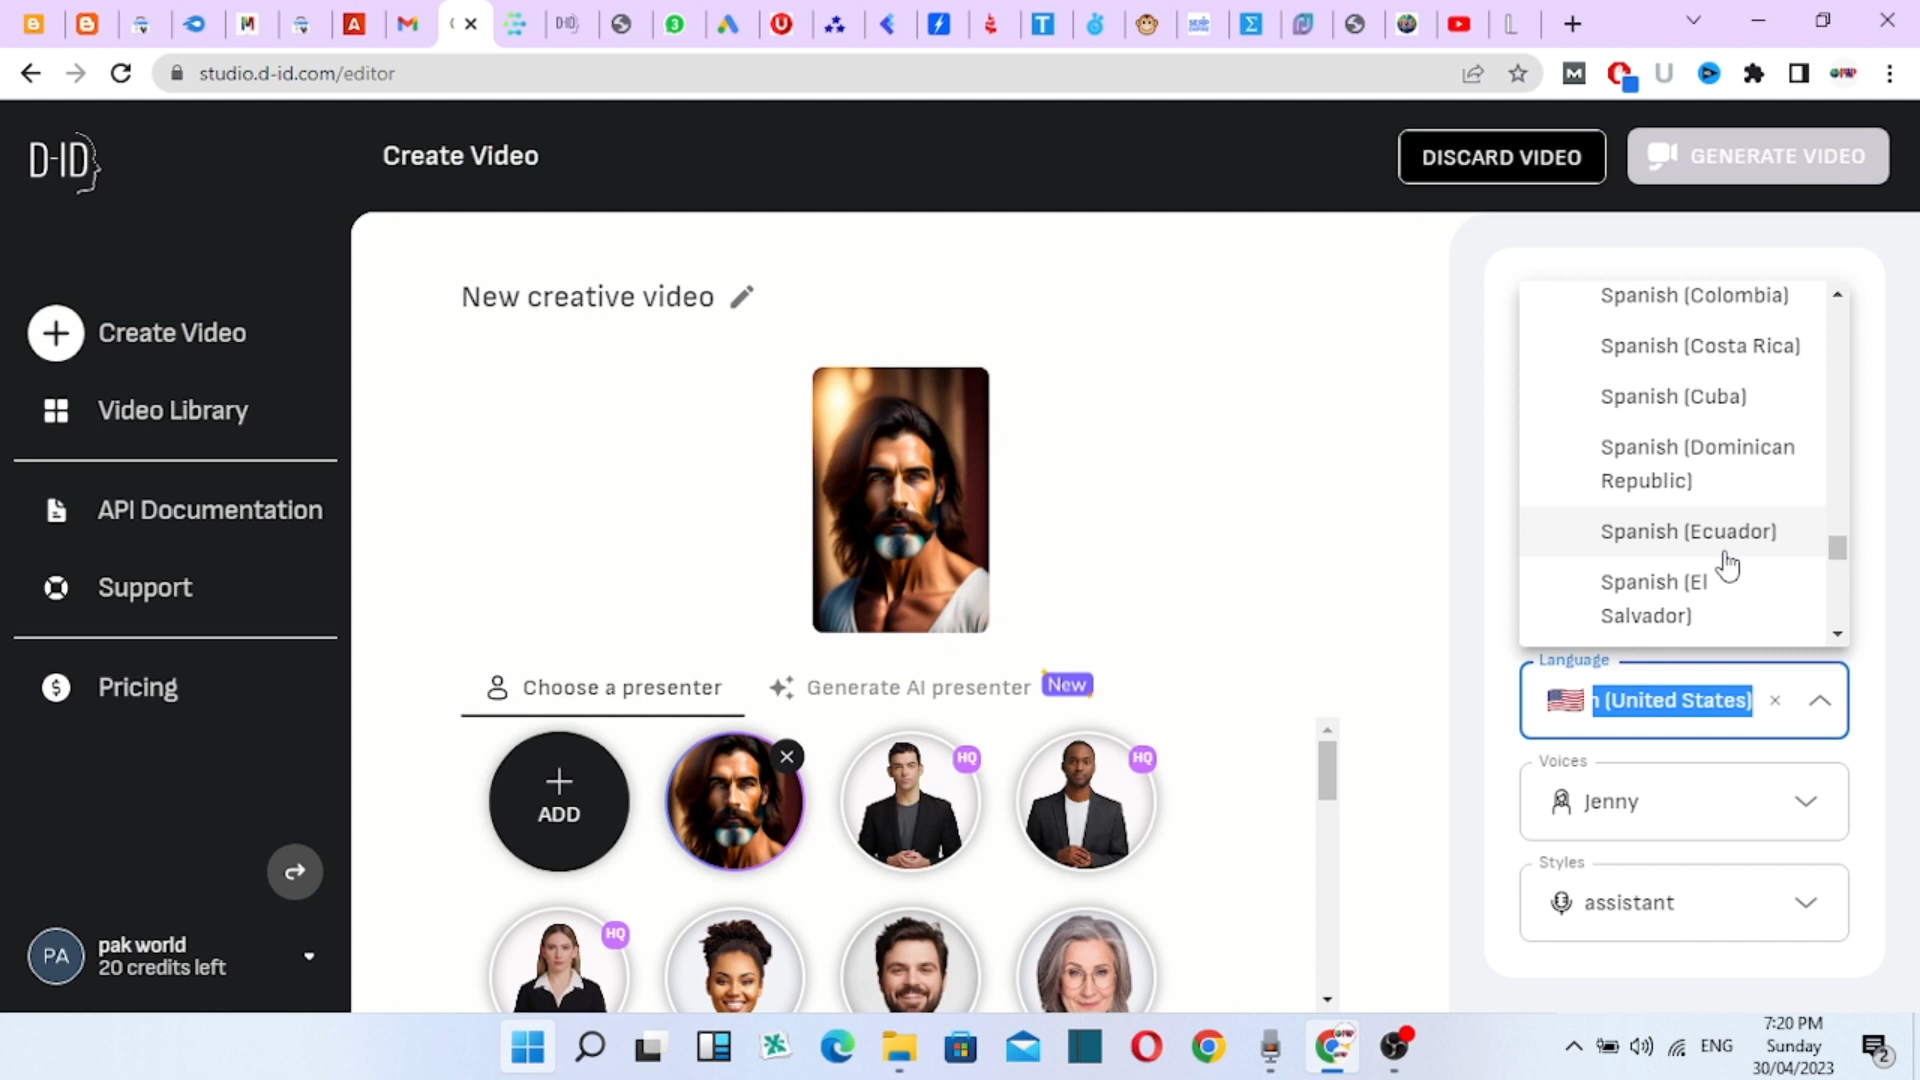 studio.d-id.com/editor
D-ID
Create Video
DISCARD VIDEO
GENERATE VIDEO
Create Video
Video Library
API Documentation
Support
Pricing
PA
pak world
20 credits left
New creative video
Choose a presenter
Generate AI presenter
New
ADD
HQ
HQ
HQ
Spanish (Colombia)
Spanish (Costa Rica)
Spanish (Cuba)
Spanish (Dominican
Republic)
Spanish (Ecuador)
Spanish (El
Salvador)
Language
(United States)
Voices
Jenny
Styles
assistant
ENG
7:20 PM
Sunday
30/04/2023
2